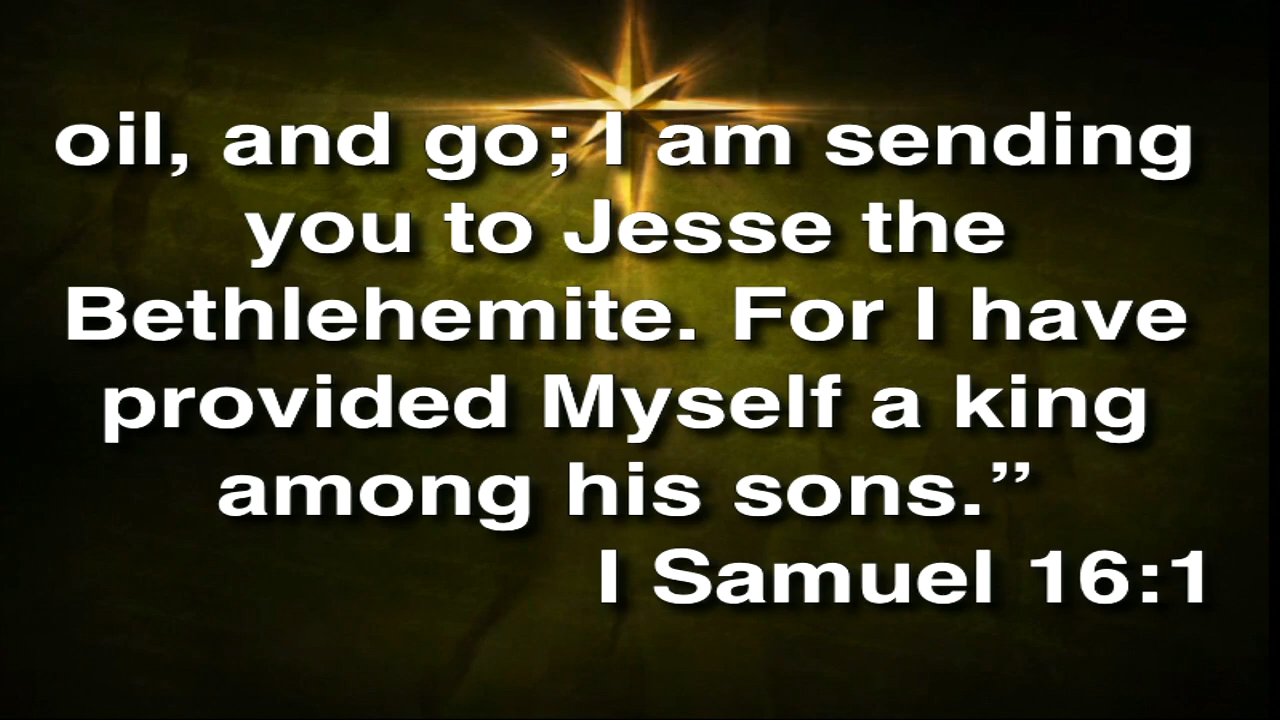 oil, and go; I am sending
you to Jesse the
Bethlehemite. For I have
provided Myself a king
among his sons.”
I Samuel 16:1